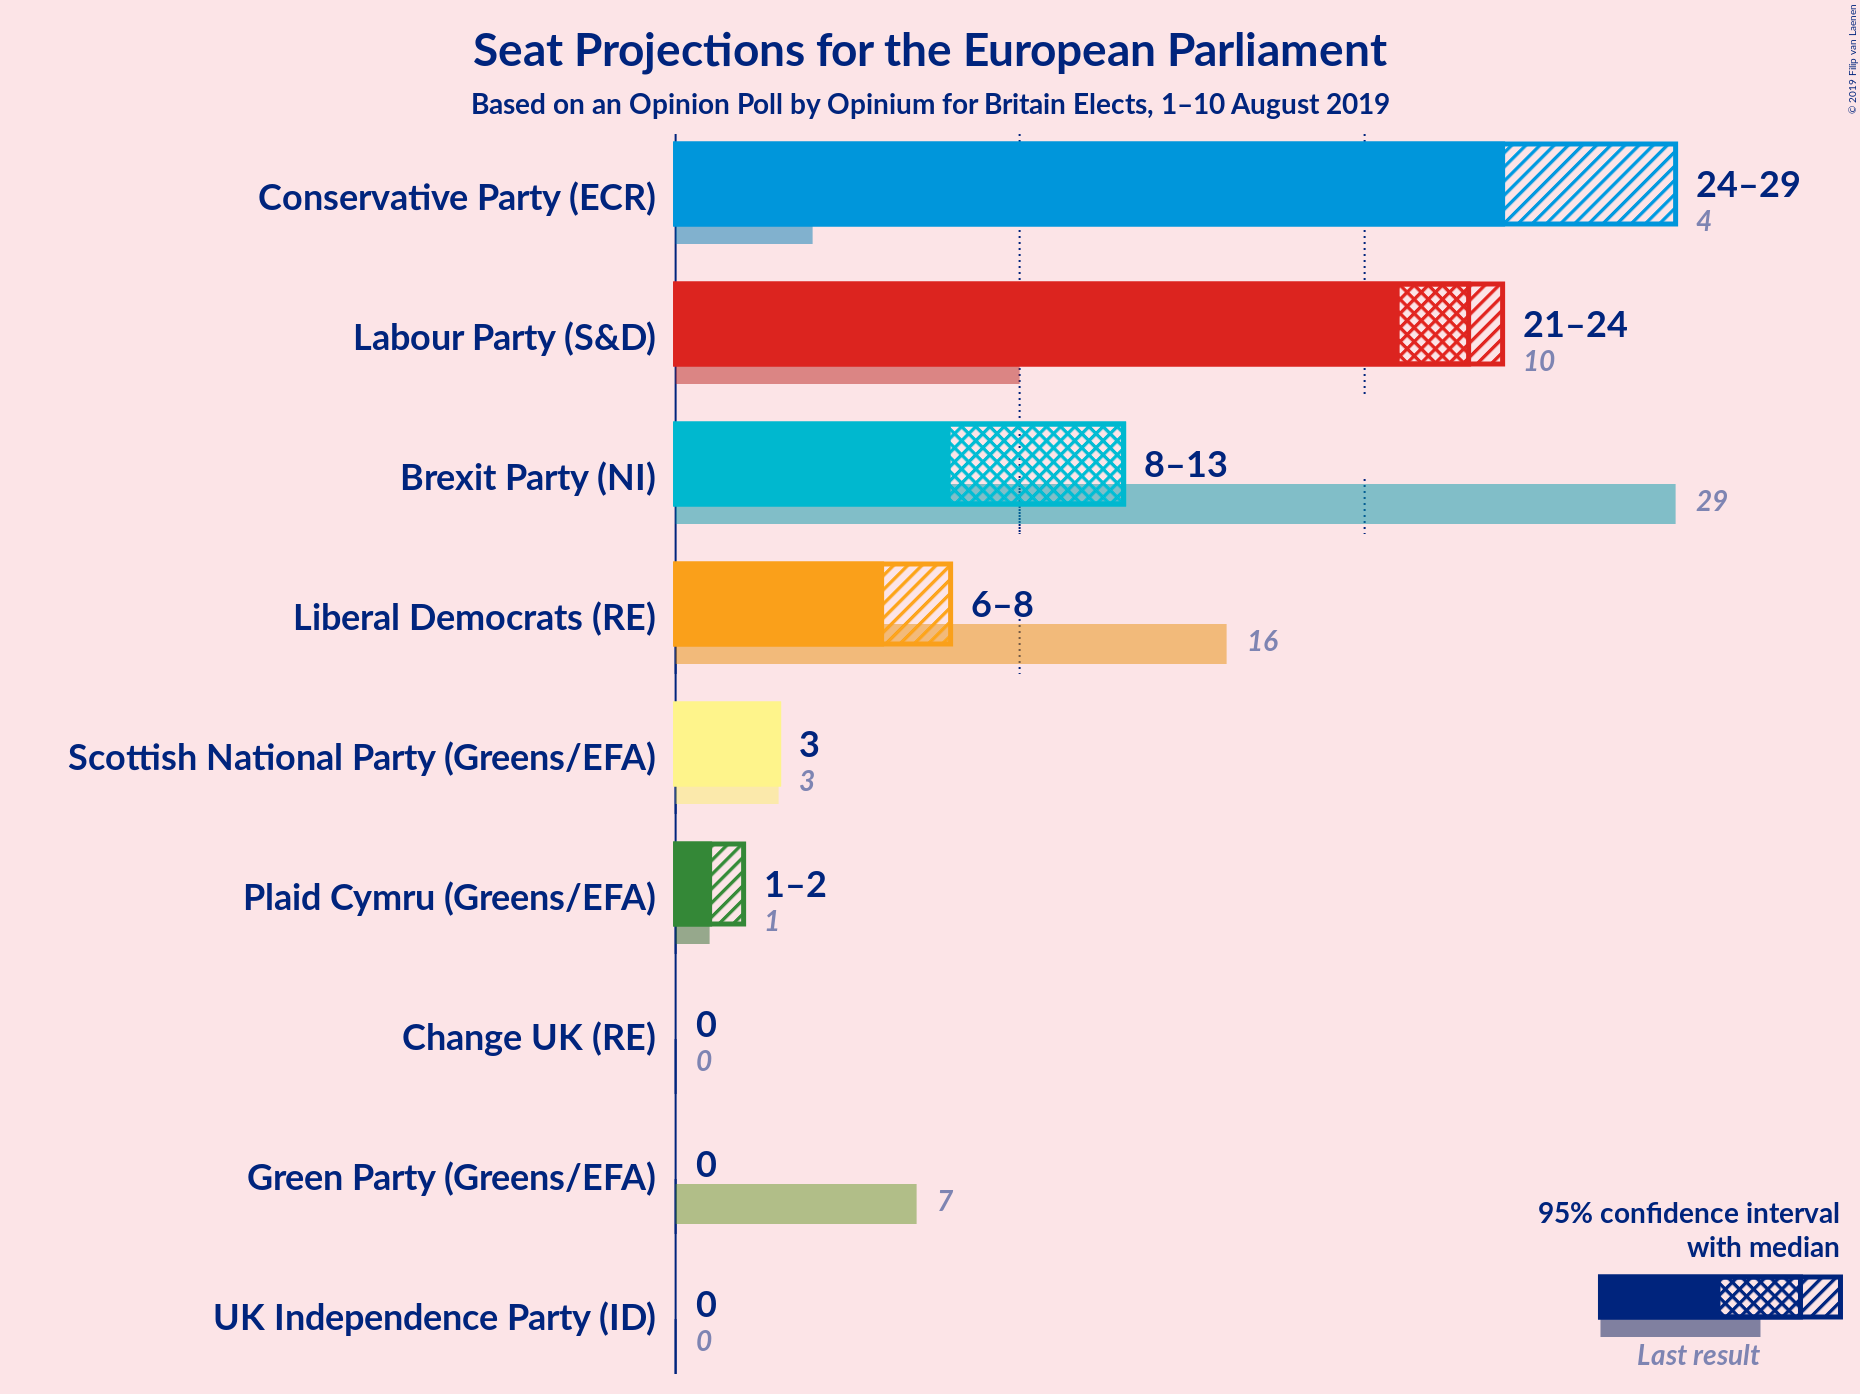 Seat Projections for the European Parliament
Based on an Opinion Poll by Opinium for Britain Elects, 1–10 August 2019
© 2019 Filip van Laenen
Conservative Party (ECR)
24–29
4
Labour Party (S&D)
21–24
10
Brexit Party (NI)
8–13
29
Liberal Democrats (RE)
6–8
16
Scottish National Party (Greens/EFA)
3
3
Plaid Cymru (Greens/EFA)
1–2
1
Change UK (RE)
0
0
Green Party (Greens/EFA)
0
7
UK Independence Party (ID)
0
0
95% confidence interval
with median
Last result